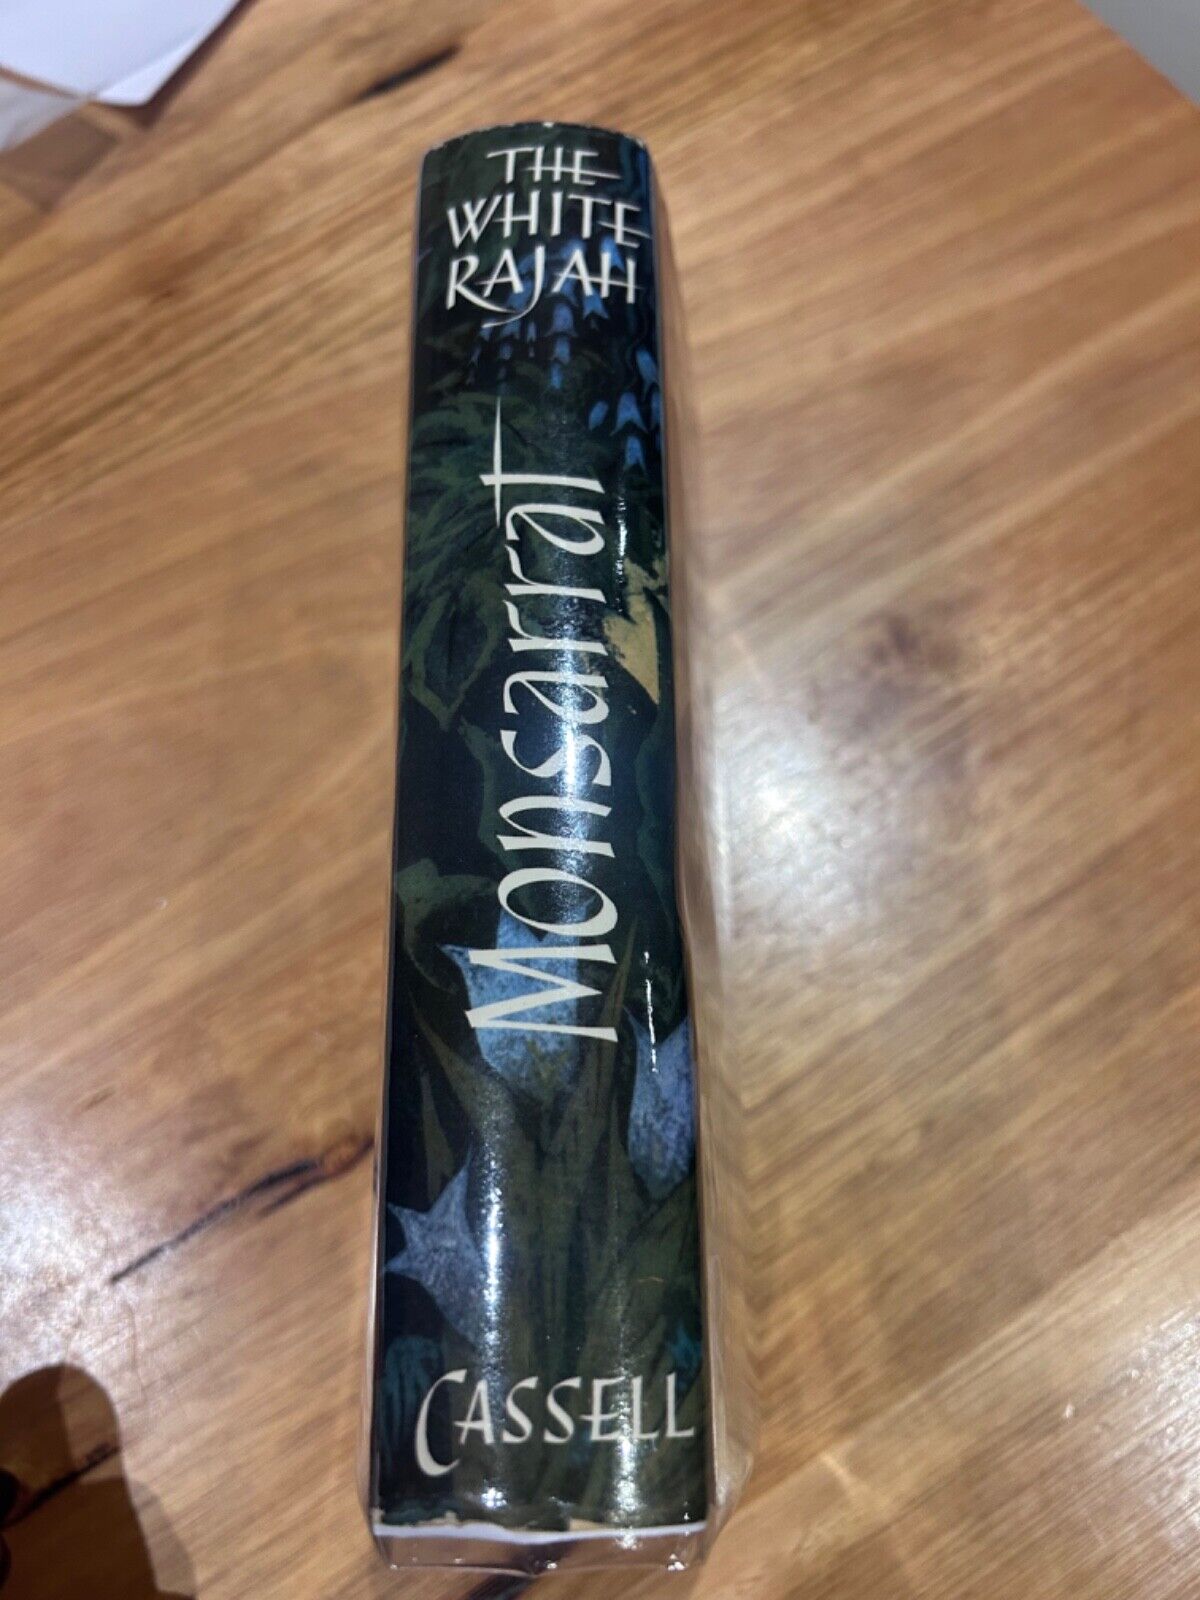 THE
WHITE
RAJAH
Monsarrat
CASSELL